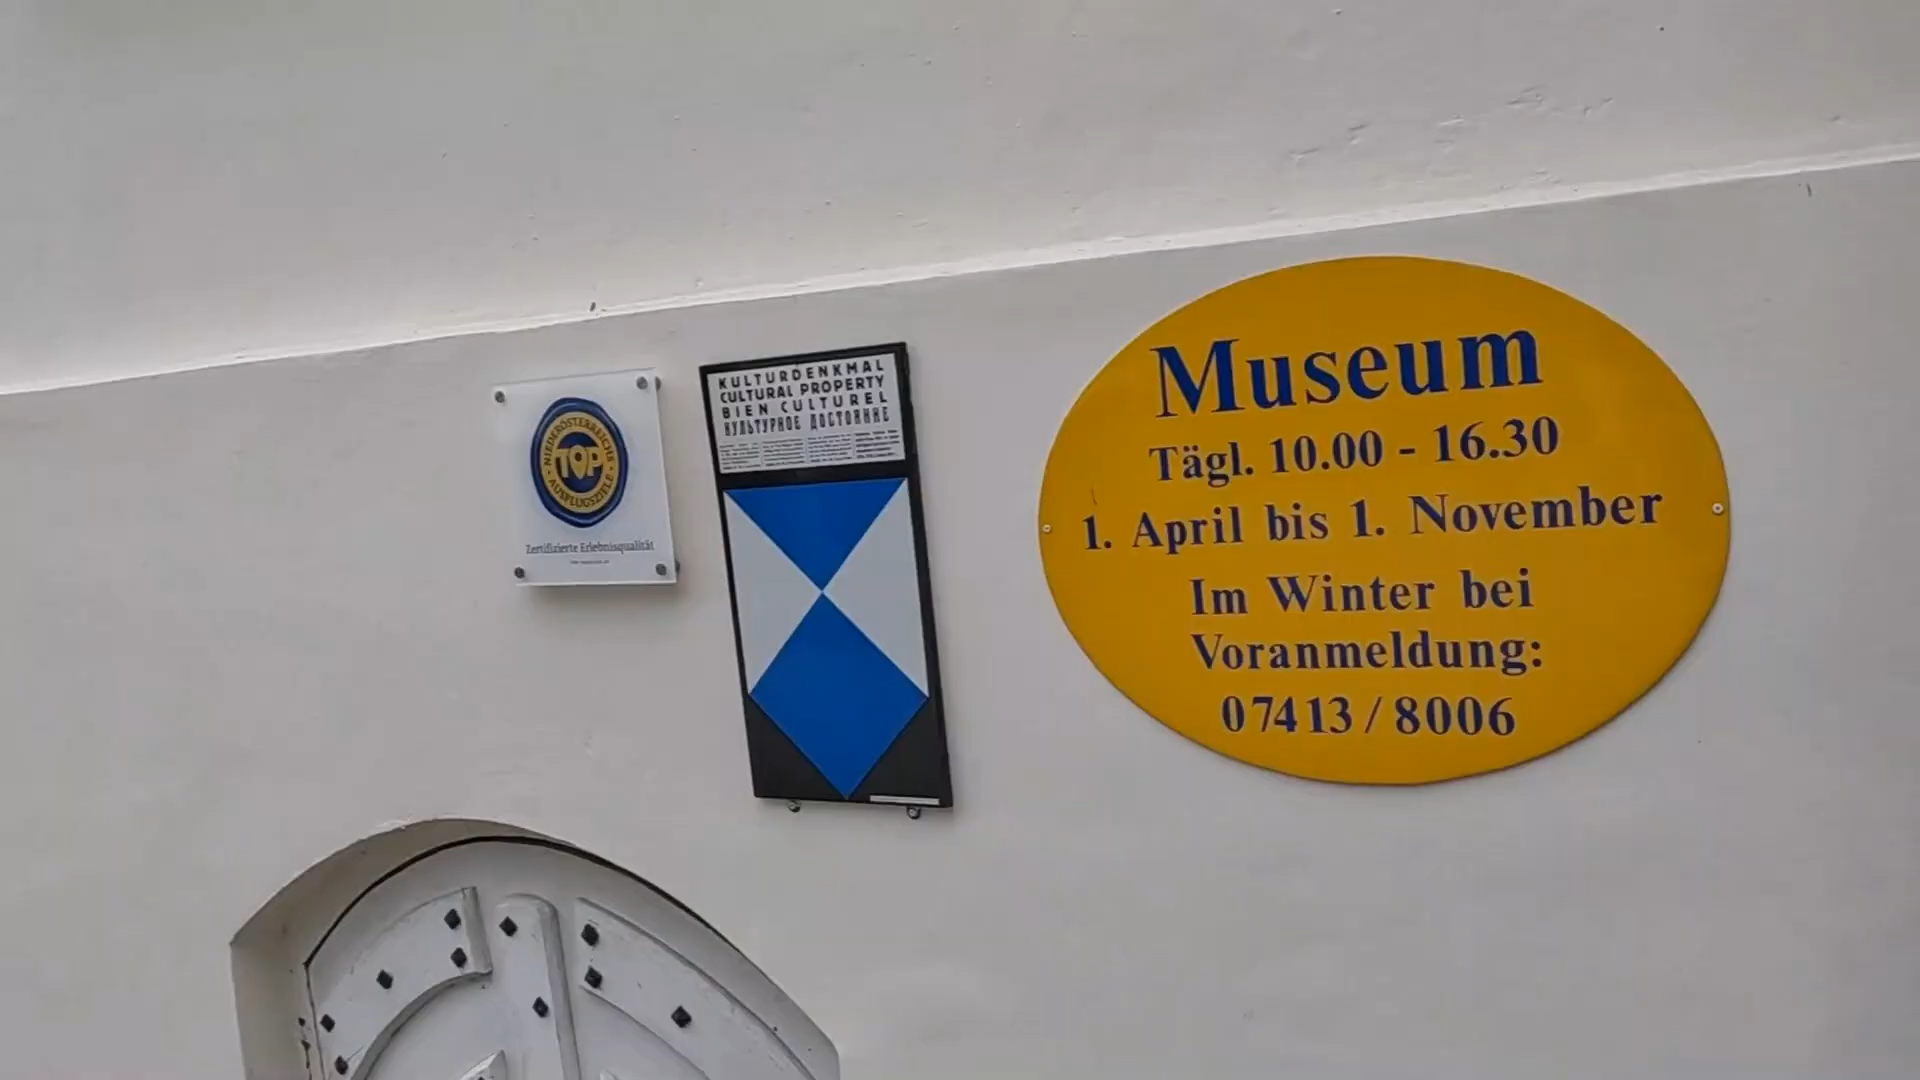 NIEDERÖSTERREICHS
TOP
AUSFLUGSZIELE
Zertifizierte Erlebnisqualität
KULTURDENKMAL
CULTURAL PROPERTY
BIEN CULTUREL
КУЛЬТУРНОЕ ДОСТОЯНИЕ
Museum
Tägl. 10.00 - 16.30
1. April bis 1. November
Im Winter bei
Voranmeldung:
07413 / 8006